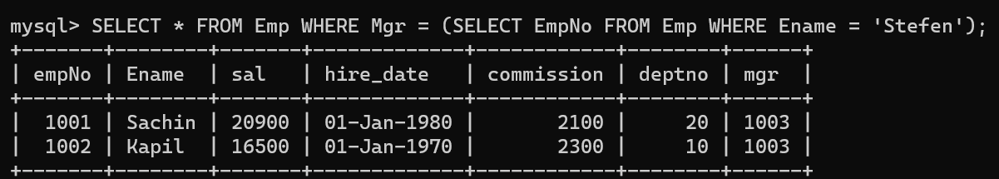 mysql> SELECT * FROM Emp WHERE Mgr = (SELECT EmpNo FROM Emp WHERE Ename = 'Stefen');
+-------+--------+-------+-------------+------------+--------+------+
| empNo | Ename  | sal   | hire_date   | commission | deptno | mgr  |
+-------+--------+-------+-------------+------------+--------+------+
|  1001 | Sachin | 20900 | 01-Jan-1980 |       2100 |     20 | 1003 |
|  1002 | Kapil  | 16500 | 01-Jan-1970 |       2300 |     10 | 1003 |
+-------+--------+-------+-------------+------------+--------+------+